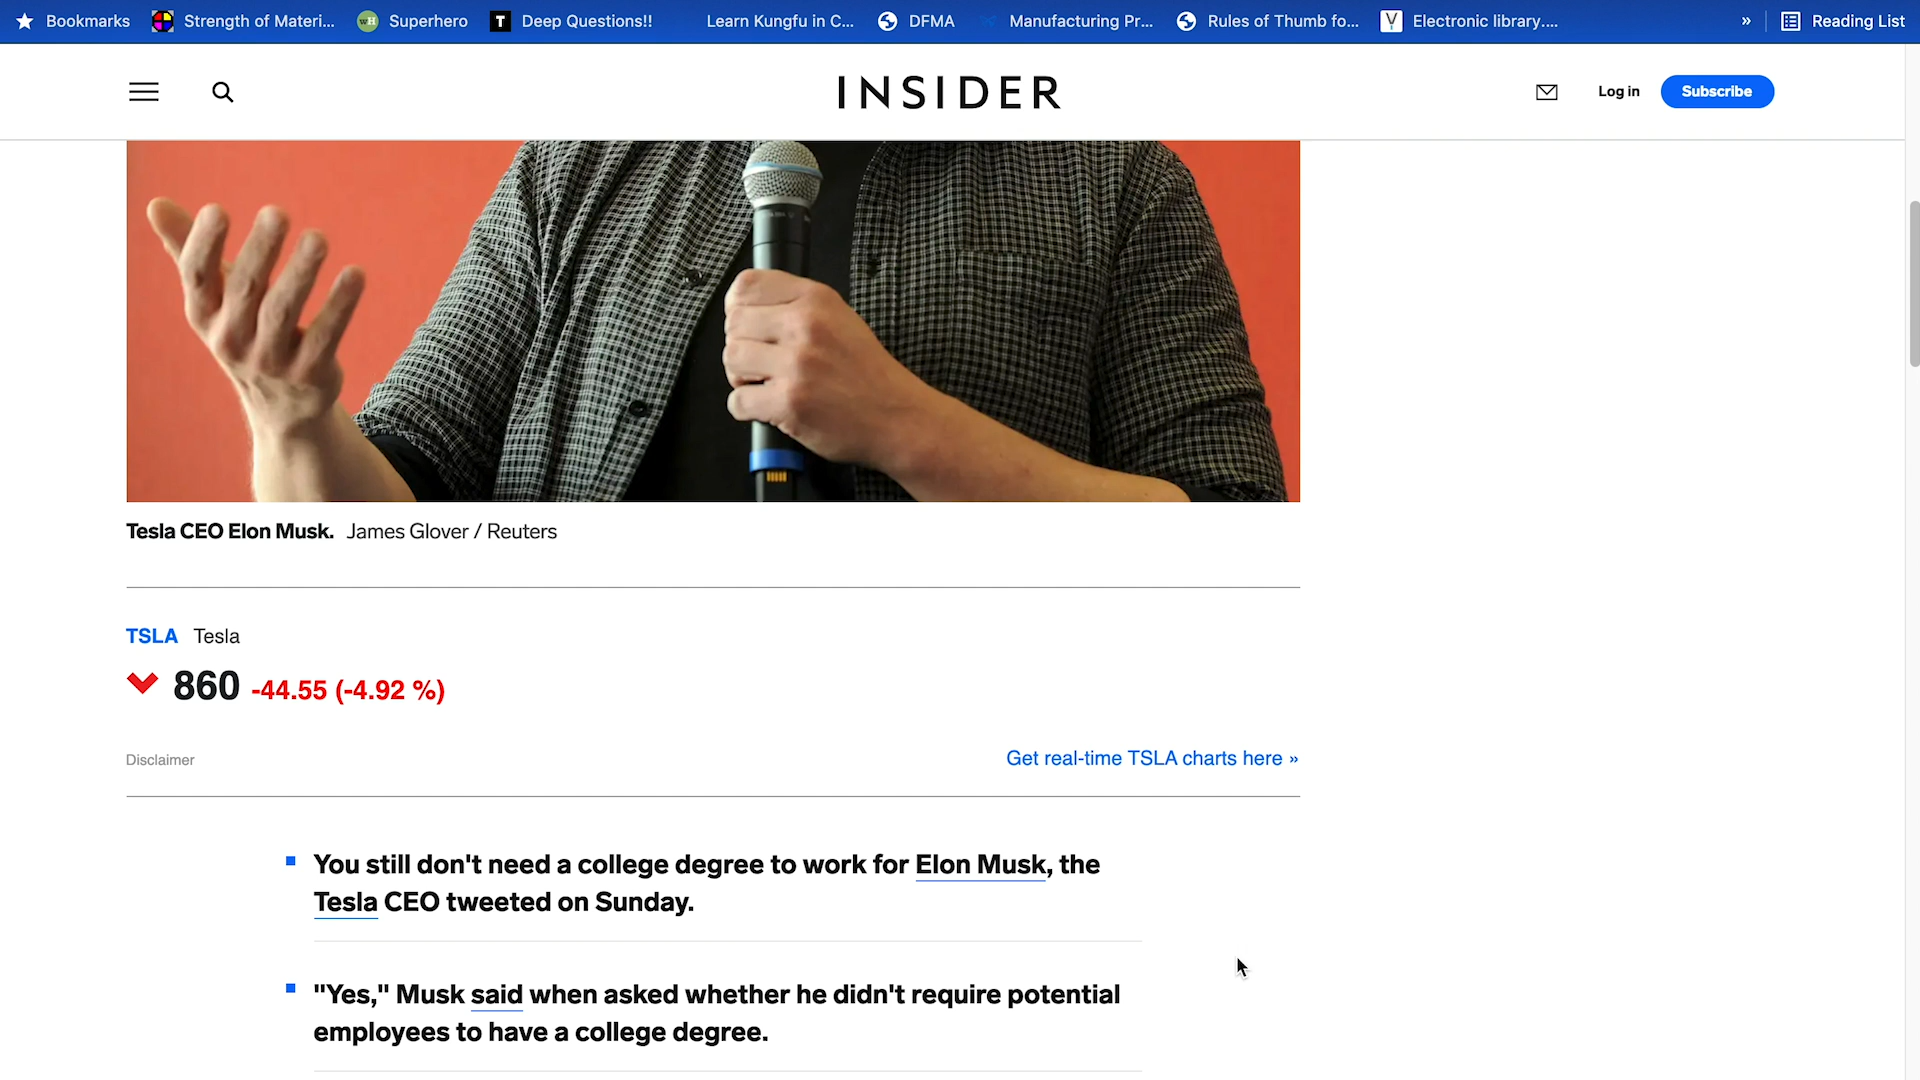 Bookmarks Strength of Materi... wH Superhero T Deep Questions!! Learn Kungfu in C... DFMA Manufacturing Pr... Rules of Thumb fo... Y Electronic library.... » Reading List
INSIDER Log in Subscribe
Tesla CEO Elon Musk. James Glover / Reuters
TSLA Tesla
860 -44.55 (-4.92 %)
Disclaimer Get real-time TSLA charts here »
You still don't need a college degree to work for Elon Musk, the
Tesla CEO tweeted on Sunday.
"Yes," Musk said when asked whether he didn't require potential
employees to have a college degree.